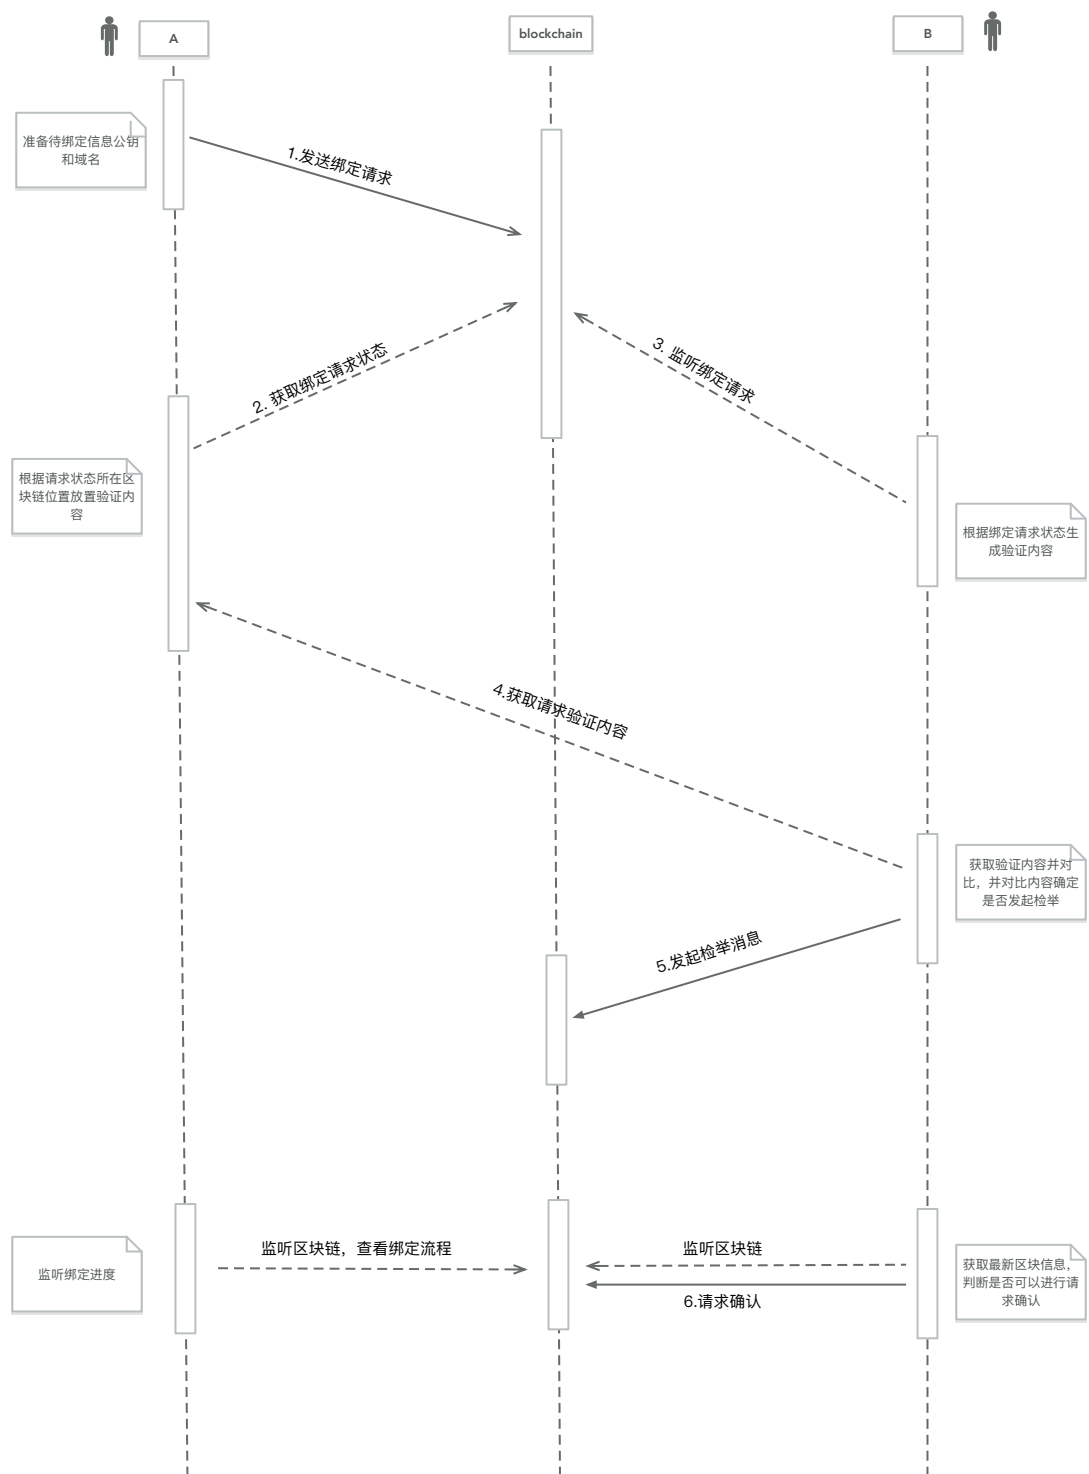 A
blockchain
B
准备待绑定信息公钥
和域名
1.发送绑定请求
2. 获取绑定请求状态
3. 监听绑定请求
根据请求状态所在区
块链位置放置验证内
容
根据绑定请求状态生
成验证内容
4.获取请求验证内容
获取验证内容并对
比，并对比内容确定
是否发起检举
5.发起检举消息
监听绑定进度
监听区块链，查看绑定流程
监听区块链
6.请求确认
获取最新区块信息，
判断是否可以进行请
求确认